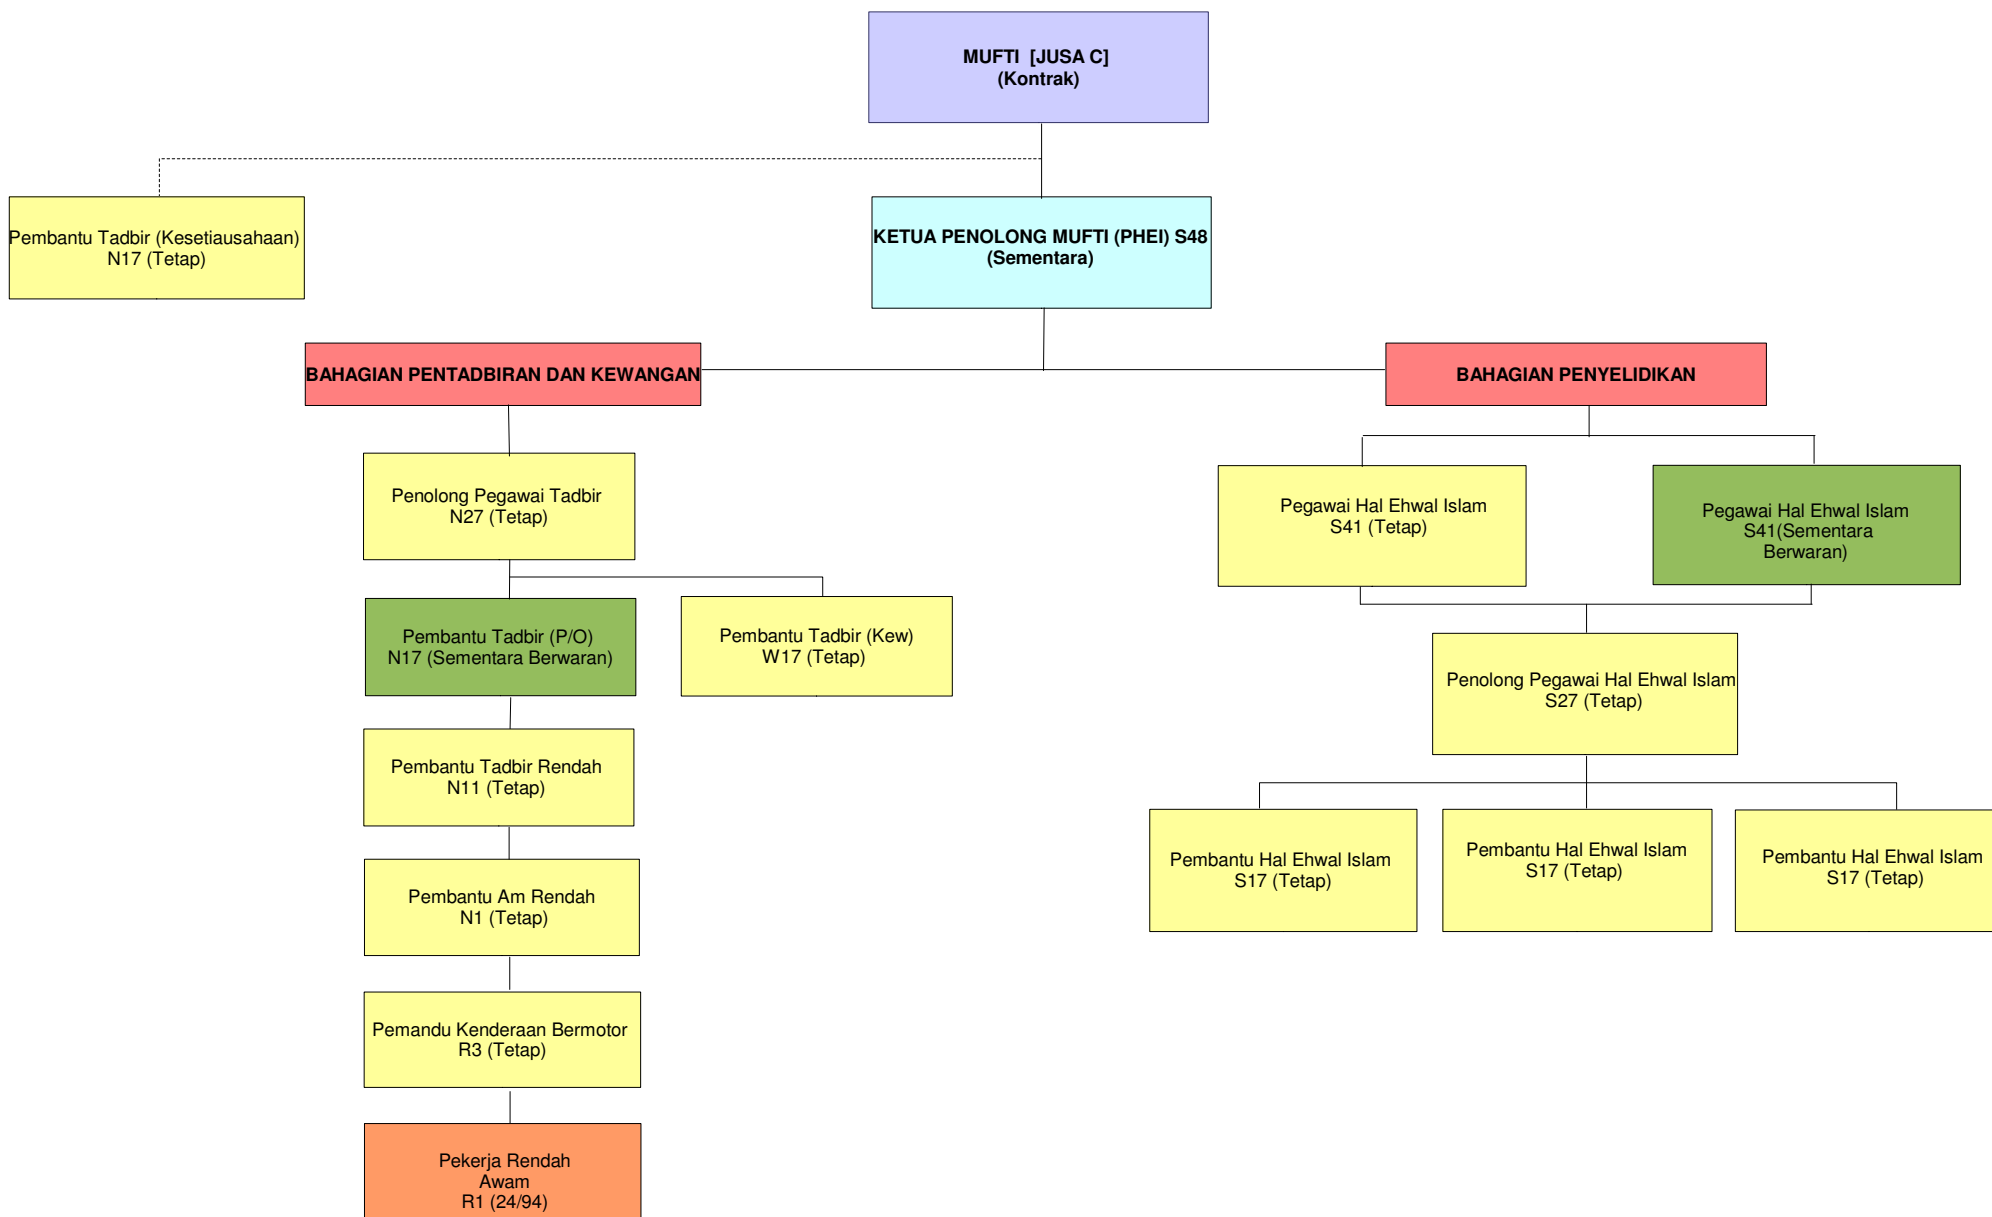 MUFTI  [JUSA C]
(Kontrak)
Pembantu Tadbir (Kesetiausahaan)
N17 (Tetap)
KETUA PENOLONG MUFTI (PHEI) S48
(Sementara)
BAHAGIAN PENTADBIRAN DAN KEWANGAN
BAHAGIAN PENYELIDIKAN
Penolong Pegawai Tadbir
N27 (Tetap)
Pegawai Hal Ehwal Islam
S41 (Tetap)
Pegawai Hal Ehwal Islam
S41(Sementara
Berwaran)
Pembantu Tadbir (P/O)
N17 (Sementara Berwaran)
Pembantu Tadbir (Kew)
W17 (Tetap)
Penolong Pegawai Hal Ehwal Islam
S27 (Tetap)
Pembantu Tadbir Rendah
N11 (Tetap)
Pembantu Hal Ehwal Islam
S17 (Tetap)
Pembantu Hal Ehwal Islam
S17 (Tetap)
Pembantu Hal Ehwal Islam
S17 (Tetap)
Pembantu Am Rendah
N1 (Tetap)
Pemandu Kenderaan Bermotor
R3 (Tetap)
Pekerja Rendah
Awam
R1 (24/94)